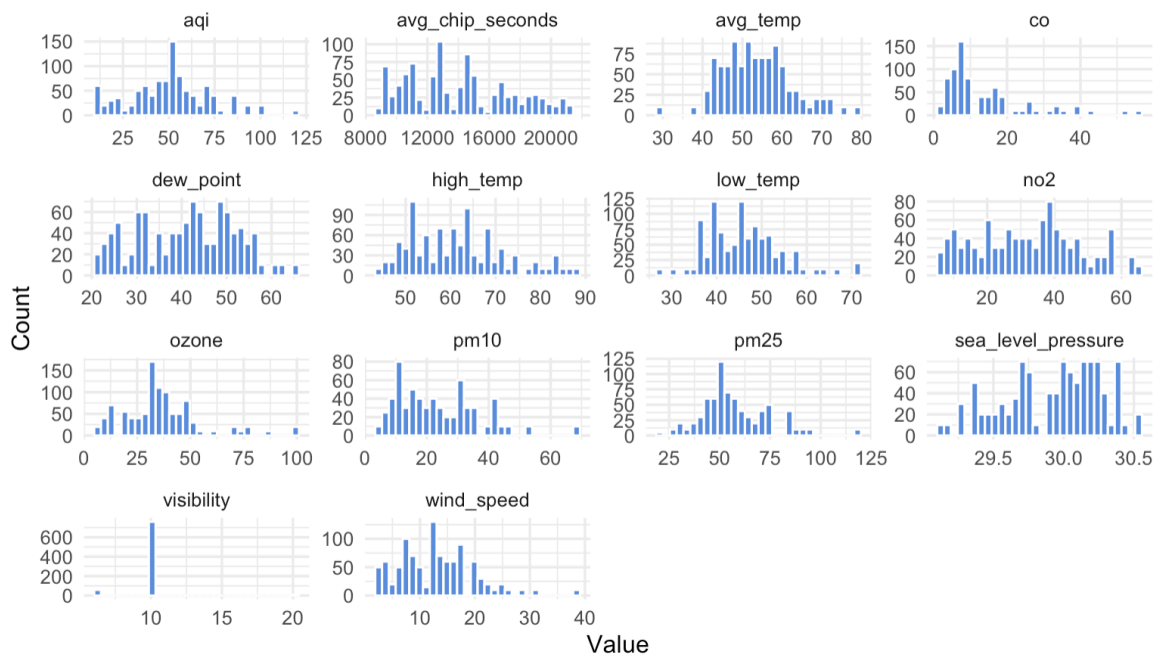 aqi avg_chip_seconds avg_temp co
150 100 75 150
100 75 50 100
50 50 25 50
25
0 0 0 0
25 50 75 100 125 8000 12000 16000 20000 30 40 50 60 70 80 0 20 40
dew_point high_temp low_temp no2
60 90 125 80
40 60 100 60
20 30 75 40
50 20
25
0 0 0 0
20 30 40 50 60 50 60 70 80 90 30 40 50 60 70 20 40 60
Count
ozone pm10 pm25 sea_level_pressure
150 80 125 60
100 60 100 40
50 40 75 20
20 50
25
0 0 0 0
0 25 50 75 100 0 20 40 60 25 50 75 100 125 29.5 30.0 30.5
visibility wind_speed
600 100
400 50
200
0 0
10 15 20 10 20 30 40
Value